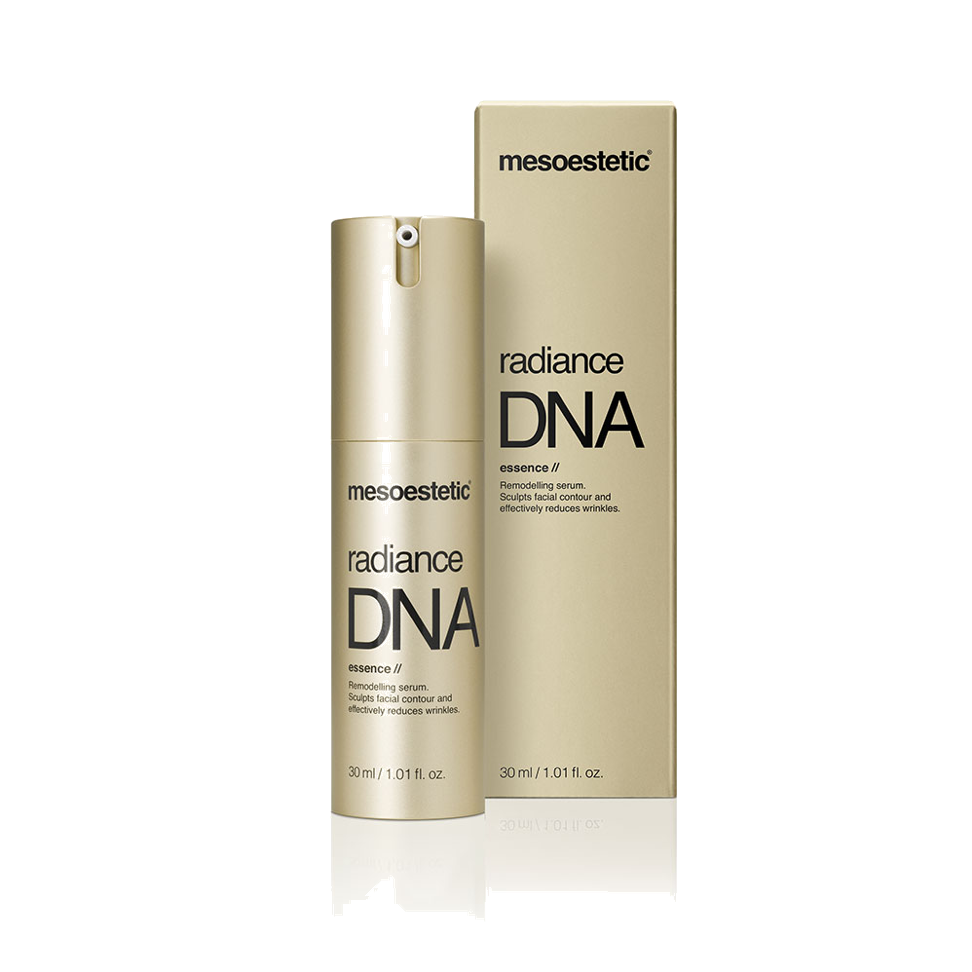 mesoestetic®
radiance
DNA
essence //
Remodelling serum.
Sculpts facial contour and
effectively reduces wrinkles.
30 ml / 1.01 fl. oz.
mesoestetic®
radiance
DNA
essence //
Remodelling serum.
Sculpts facial contour and
effectively reduces wrinkles.
30 ml / 1.01 fl. oz.